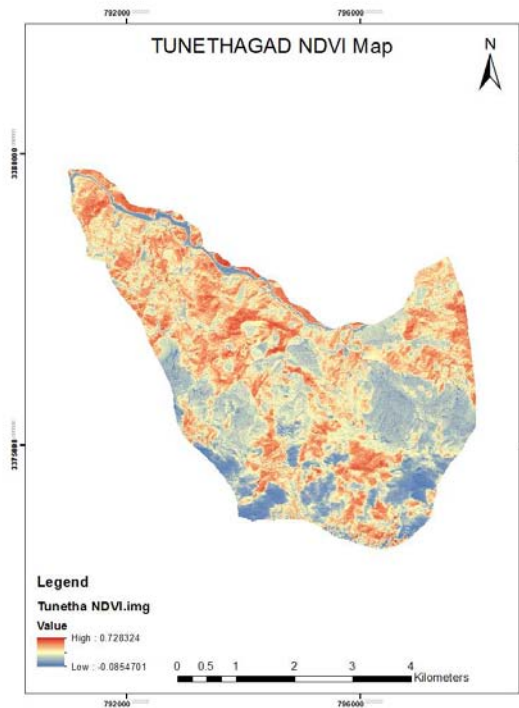 792000 796000
TUNETHAGAD NDVI Map
N
3380000
3375000
Legend
Tunetha NDVI.img
Value
High : 0.728324
Low : -0.0854701
0 0.5 1 2 3 4
Kilometers
792000 796000